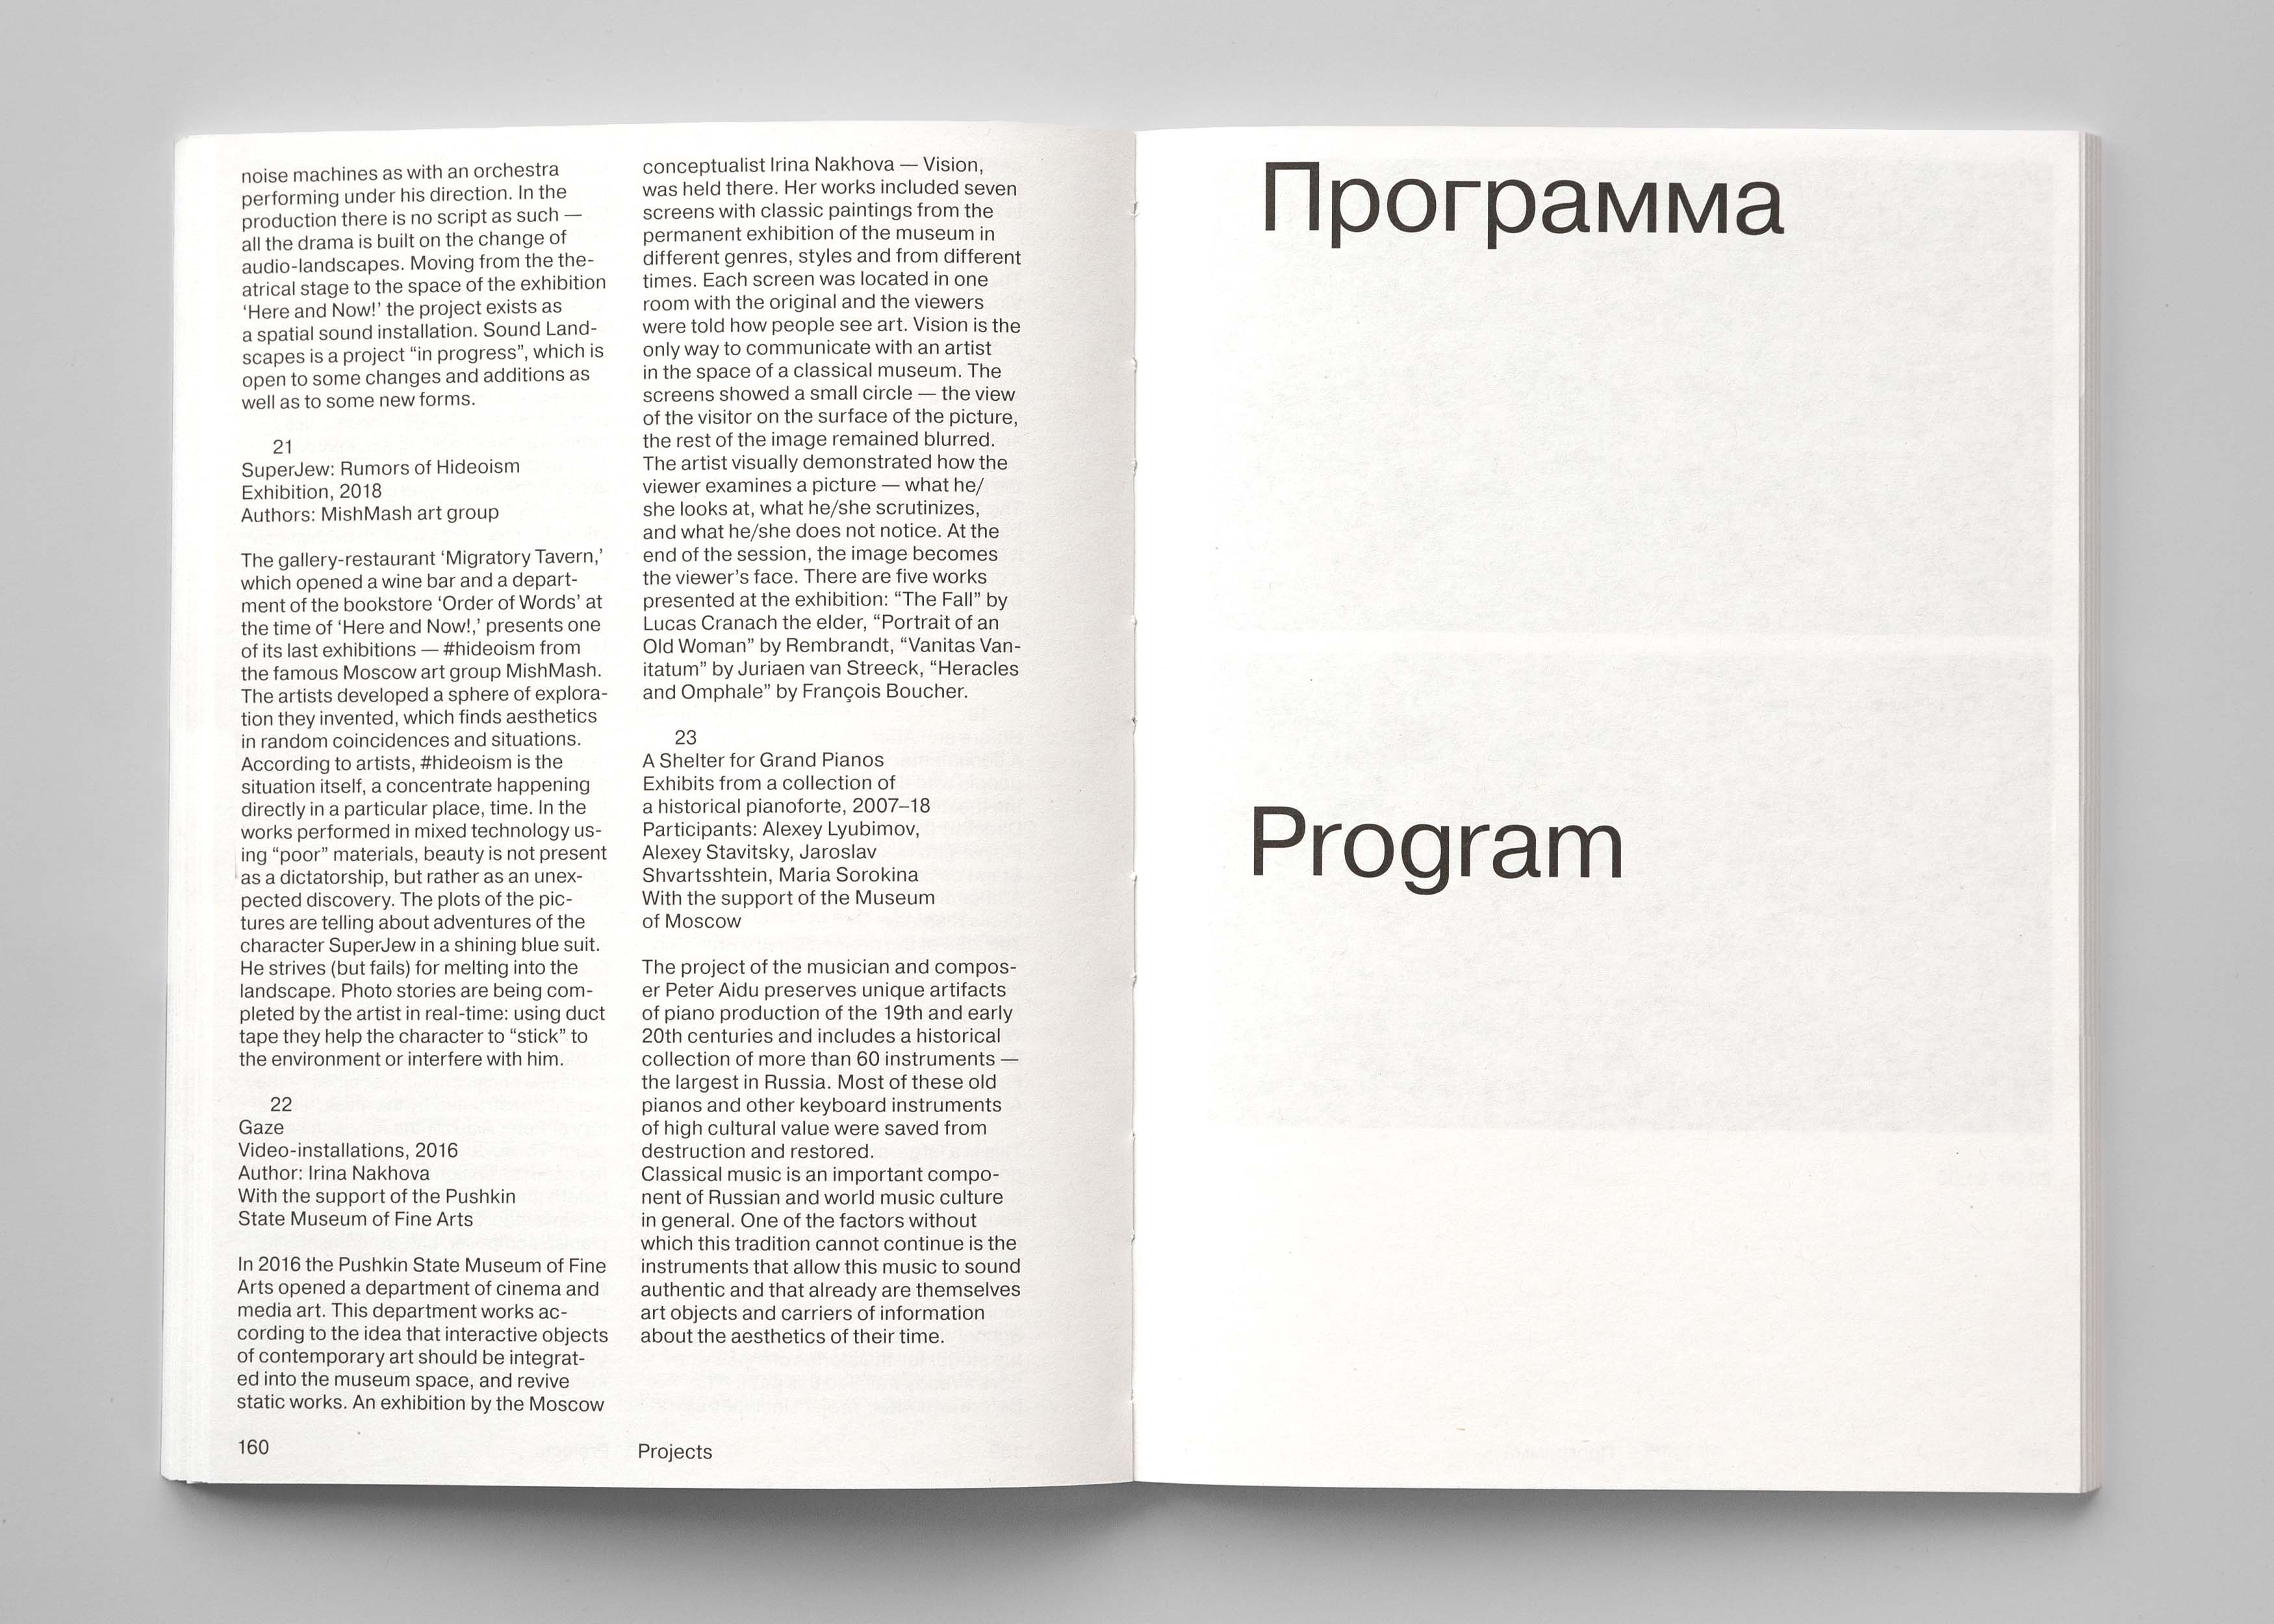 noise machines as with an orchestra
performing under his direction. In the
production there is no script as such —
all the drama is built on the change of
audio-landscapes. Moving from the the-
atrical stage to the space of the exhibition
‘Here and Now!’ the project exists as
a spatial sound installation. Sound Land-
scapes is a project “in progress”, which is
open to some changes and additions as
well as to some new forms.
21
SuperJew: Rumors of Hideoism
Exhibition, 2018
Authors: MishMash art group
The gallery-restaurant ‘Migratory Tavern,’
which opened a wine bar and a depart-
ment of the bookstore ‘Order of Words’ at
the time of ‘Here and Now!,’ presents one
of its last exhibitions — #hideoism from
the famous Moscow art group MishMash.
The artists developed a sphere of explora-
tion they invented, which finds aesthetics
in random coincidences and situations.
According to artists, #hideoism is the
situation itself, a concentrate happening
directly in a particular place, time. In the
works performed in mixed technology us-
ing “poor” materials, beauty is not present
as a dictatorship, but rather as an unex-
pected discovery. The plots of the pic-
tures are telling about adventures of the
character SuperJew in a shining blue suit.
He strives (but fails) for melting into the
landscape. Photo stories are being com-
pleted by the artist in real-time: using duct
tape they help the character to “stick” to
the environment or interfere with him.
22
Gaze
Video-installations, 2016
Author: Irina Nakhova
With the support of the Pushkin
State Museum of Fine Arts
In 2016 the Pushkin State Museum of Fine
Arts opened a department of cinema and
media art. This department works ac-
cording to the idea that interactive objects
of contemporary art should be integrat-
ed into the museum space, and revive
static works. An exhibition by the Moscow
160
conceptualist Irina Nakhova — Vision,
was held there. Her works included seven
screens with classic paintings from the
permanent exhibition of the museum in
different genres, styles and from different
times. Each screen was located in one
room with the original and the viewers
were told how people see art. Vision is the
only way to communicate with an artist
in the space of a classical museum. The
screens showed a small circle — the view
of the visitor on the surface of the picture,
the rest of the image remained blurred.
The artist visually demonstrated how the
viewer examines a picture — what he/
she looks at, what he/she scrutinizes,
and what he/she does not notice. At the
end of the session, the image becomes
the viewer’s face. There are five works
presented at the exhibition: “The Fall” by
Lucas Cranach the elder, “Portrait of an
Old Woman” by Rembrandt, “Vanitas Van-
itatum” by Juriaen van Streeck, “Heracles
and Omphale” by François Boucher.
23
A Shelter for Grand Pianos
Exhibits from a collection of
a historical pianoforte, 2007–18
Participants: Alexey Lyubimov,
Alexey Stavitsky, Jaroslav
Shvartsshtein, Maria Sorokina
With the support of the Museum
of Moscow
The project of the musician and compos-
er Peter Aidu preserves unique artifacts
of piano production of the 19th and early
20th centuries and includes a historical
collection of more than 60 instruments —
the largest in Russia. Most of these old
pianos and other keyboard instruments
of high cultural value were saved from
destruction and restored.
Classical music is an important compo-
nent of Russian and world music culture
in general. One of the factors without
which this tradition cannot continue is the
instruments that allow this music to sound
authentic and that already are themselves
art objects and carriers of information
about the aesthetics of their time.
Projects
Программа
Program